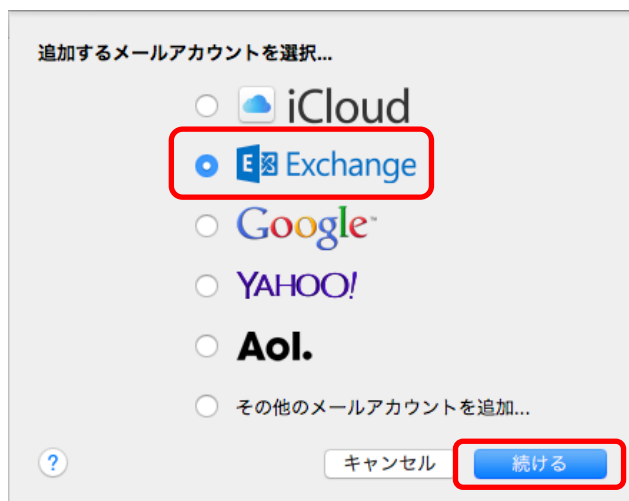 追加するメールアカウントを選択...
iCloud
E Exchange
Google™
YAHOO!
Aol.
その他のメールアカウントを追加...
? キャンセル 続ける